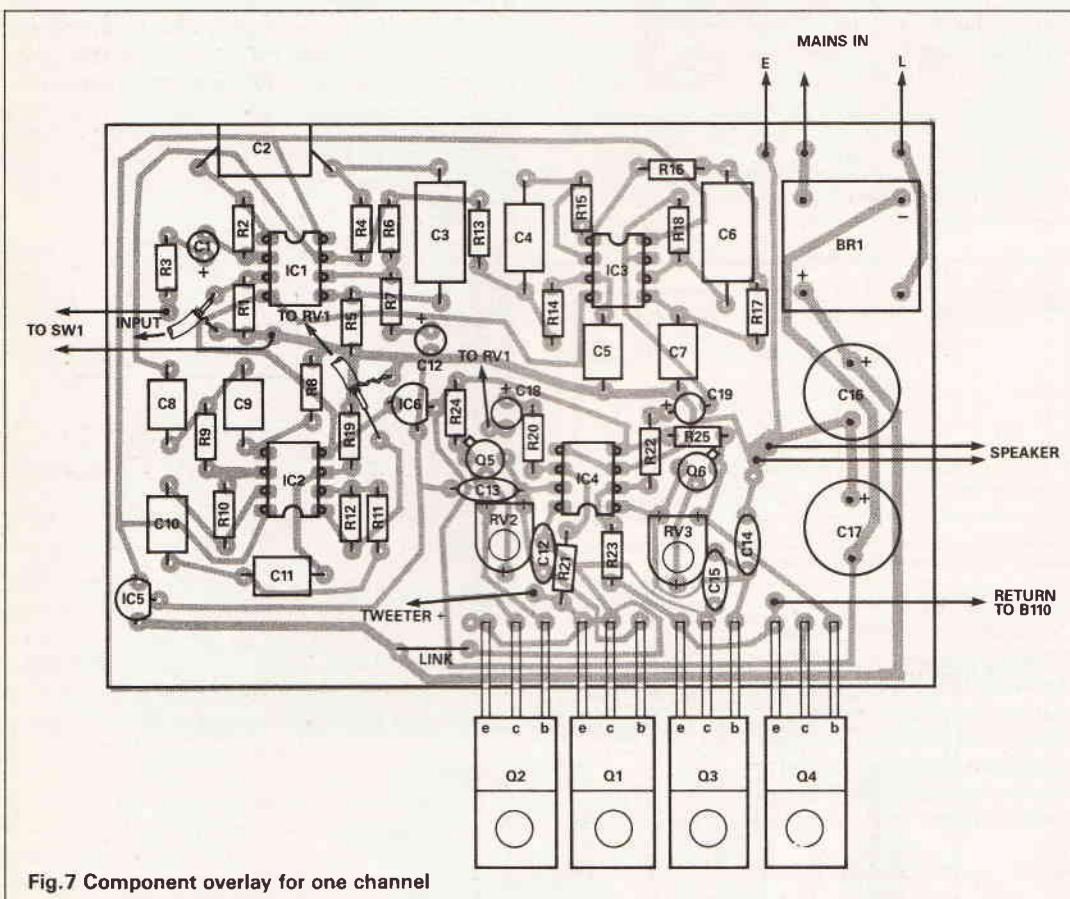 MAINS IN
E
L
C2
R16
R3
C1
+
R2
IC1
R4
R6
C3
R13
C4
R15
IC3
R18
C6
BR1
-
+
TO SW1
INPUT
R1
TO RV1
R5
R7
+
C12
R14
C5
C7
R17
C8
R9
C9
R8
R19
IC6
R24
TO RV1
+
C18
R20
+
C19
R22
R25
C16
+
SPEAKER
IC2
Q5
C13
IC4
Q6
C10
R10
R12
R11
RV2
C12
R21
R23
RV3
+
C15
C14
C17
+
C11
IC5
TWEETER +
RETURN
TO B110
LINK
e c b
e c b
e c b
e c b
Q2
Q1
Q3
Q4
Fig.7 Component overlay for one channel